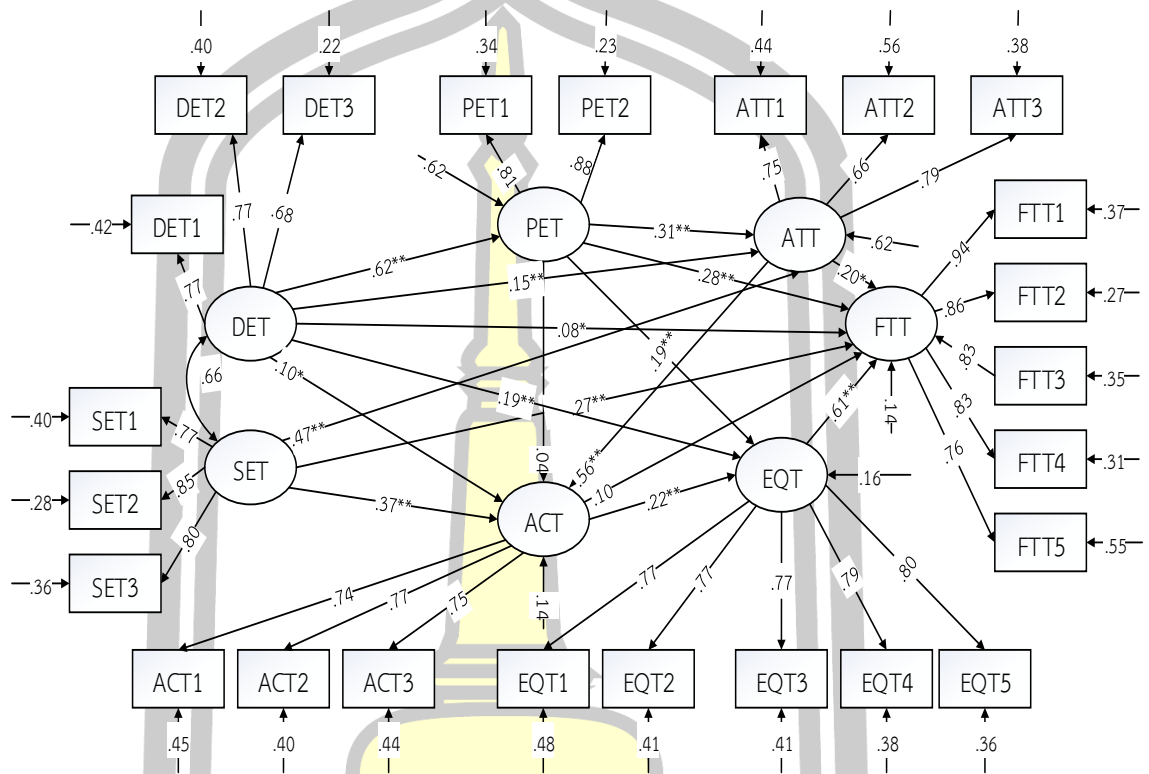 .40 .22 .34 .23 .44 .56 .38
DET2 DET3 PET1 PET2 ATT1 ATT2 ATT3
.62 .81 .88 .75 .66 .79
.42 DET1 .77 .68 PET .31** ATT .62 .94 FTT1 .37
.62** .15** .28** .20*
.77 .86 FTT2 .27
DET .08* FTT
.19** .83 FTT3 .35
.66 .10*
.19** .27** .61** .14 .83
SET1 .40 .77 .47** .76 FTT4 .31
SET .04 .56** EQT .16
.28 SET2 .85 .37** .10 .22**
ACT FTT5 .55
.80
.36 SET3 .74 .77 .75 .14 .77 .77 .77 .79 .80
ACT1 ACT2 ACT3 EQT1 EQT2 EQT3 EQT4 EQT5
.45 .40 .44 .48 .41 .41 .38 .36